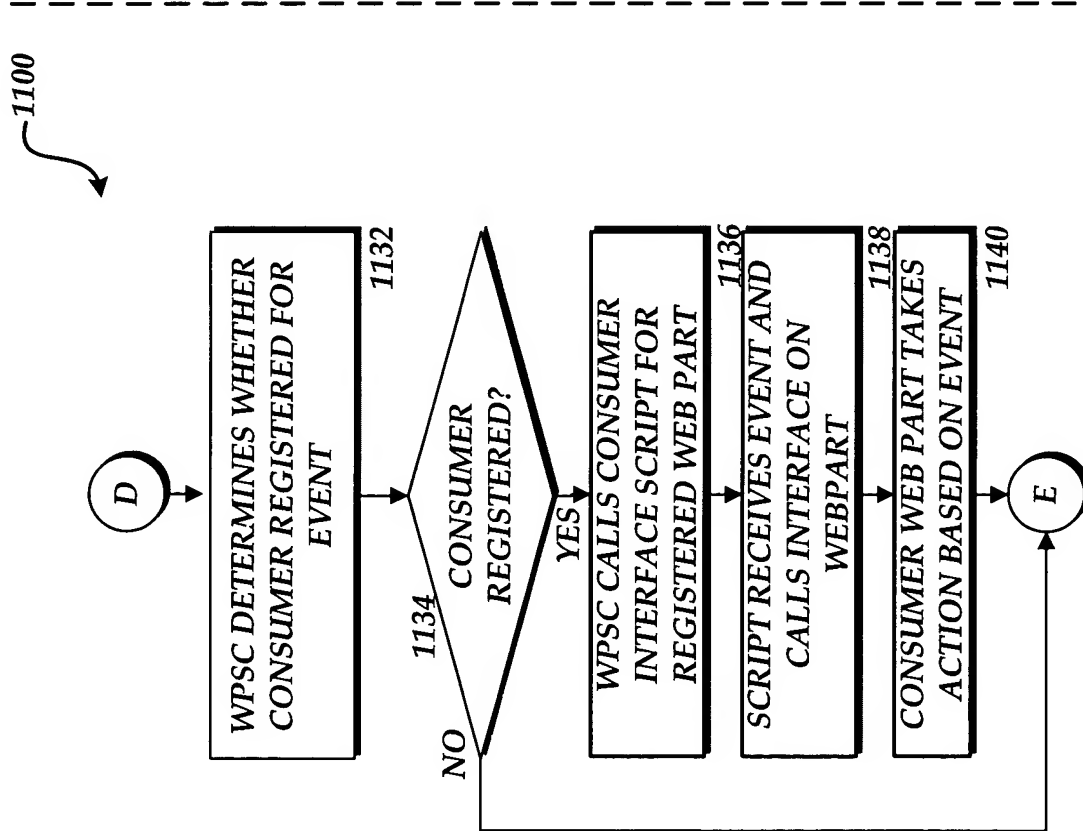 1100
D
WPSC DETERMINES WHETHER
CONSUMER REGISTERED FOR
EVENT
1132
1134
CONSUMER
REGISTERED?
NO
YES
WPSC CALLS CONSUMER
INTERFACE SCRIPT FOR
REGISTERED WEB PART
1136
SCRIPT RECEIVES EVENT AND
CALLS INTERFACE ON
WEBPART
1138
CONSUMER WEB PART TAKES
ACTION BASED ON EVENT
1140
E